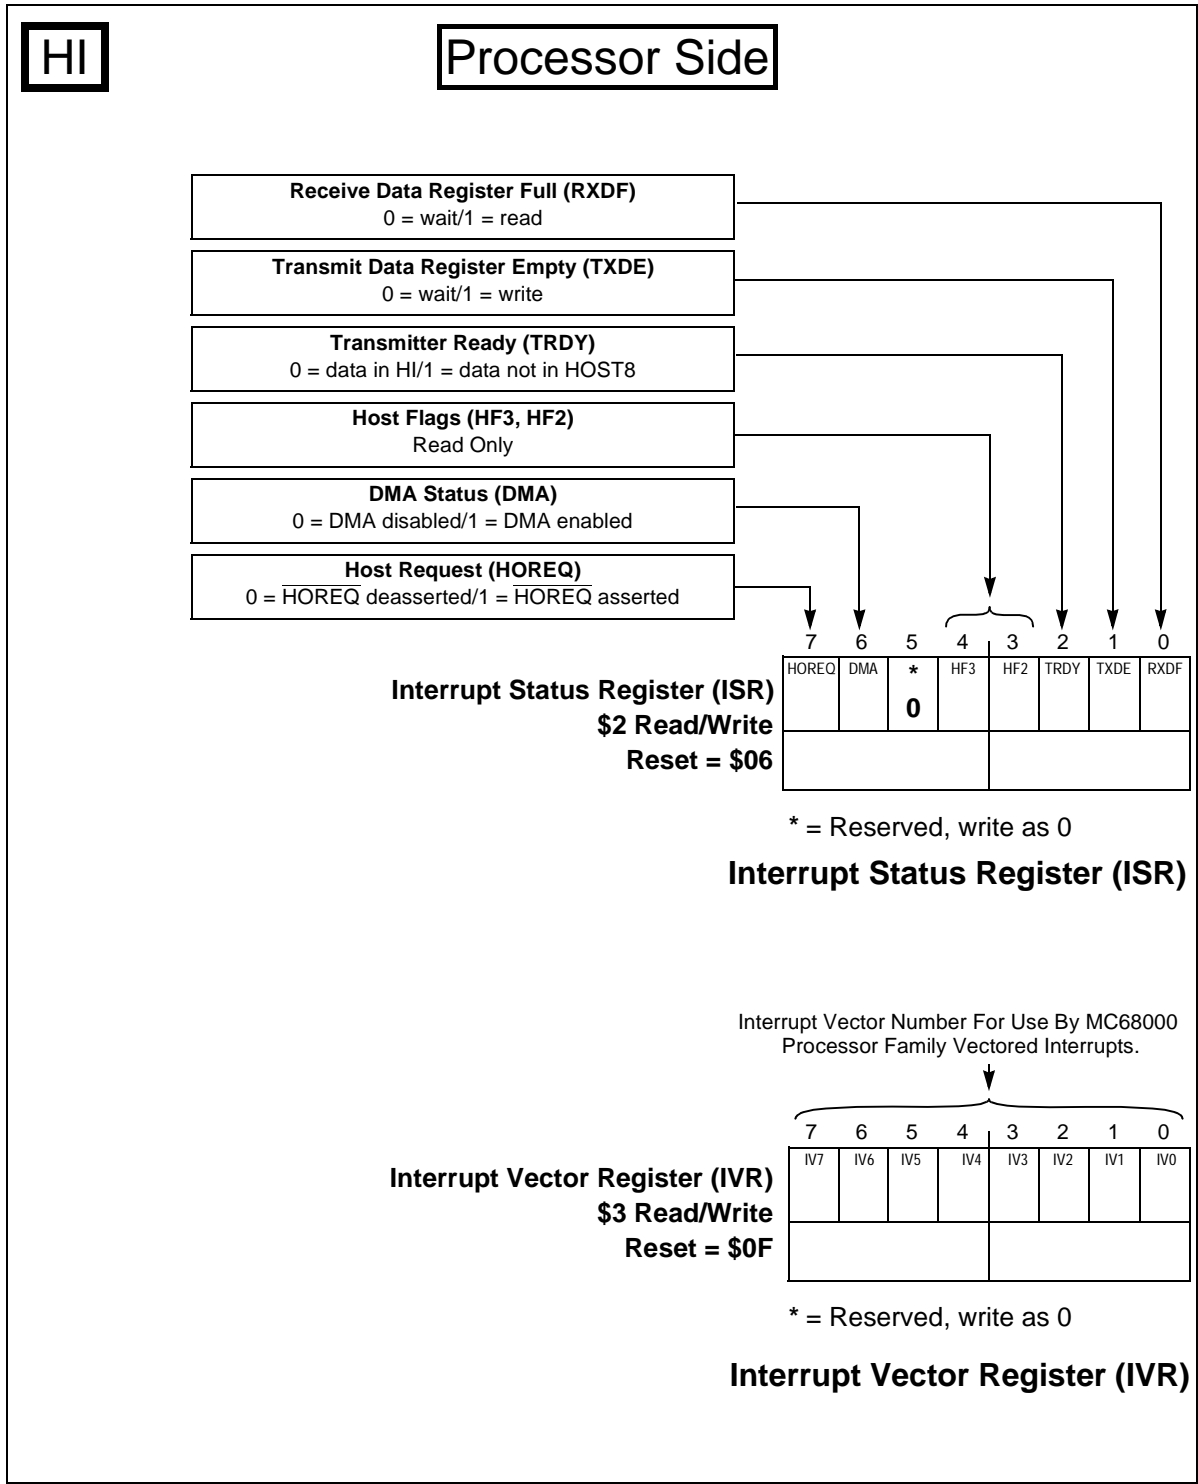 HI
Processor Side
Receive Data Register Full (RXDF)
0 = wait/1 = read
Transmit Data Register Empty (TXDE)
0 = wait/1 = write
Transmitter Ready (TRDY)
0 = data in HI/1 = data not in HOST8
Host Flags (HF3, HF2)
Read Only
DMA Status (DMA)
0 = DMA disabled/1 = DMA enabled
Host Request (HOREQ)
0 = HOREQ deasserted/1 = HOREQ asserted
7 6 5 4 3 2 1 0
HOREQ DMA * HF3 HF2 TRDY TXDE RXDF
0
Interrupt Status Register (ISR)
$2 Read/Write
Reset = $06
* = Reserved, write as 0
Interrupt Status Register (ISR)
Interrupt Vector Number For Use By MC68000
Processor Family Vectored Interrupts.
7 6 5 4 3 2 1 0
IV7 IV6 IV5 IV4 IV3 IV2 IV1 IV0
Interrupt Vector Register (IVR)
$3 Read/Write
Reset = $0F
* = Reserved, write as 0
Interrupt Vector Register (IVR)